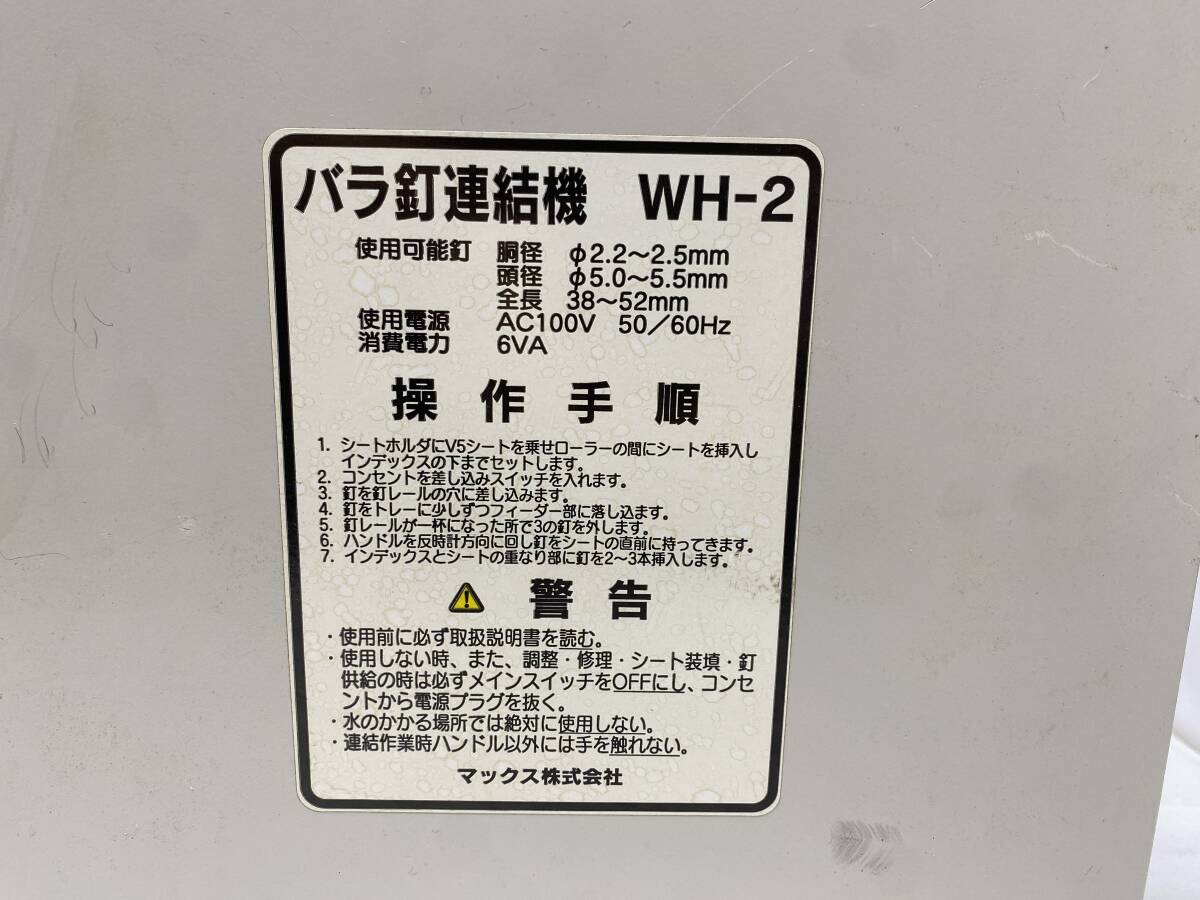 バラ釘連結機 WH-2
使用可能釘 胴径 φ2.2～2.5mm
頭径 φ5.0～5.5mm
全長 38～52mm
使用電源 AC100V 50／60Hz
消費電力 6VA
操作手順
1. シートホルダにV5シートを乗せローラーの間にシートを挿入し
インデックスの下までセットします。
2. コンセントを差し込みスイッチを入れます。
3. 釘を釘レールの穴に差し込みます。
4. 釘をトレーに少しずつフィーダー部に落し込ます。
5. 釘レールが一杯になった所で3の釘を外します。
6. ハンドルを反時計方向に回し釘をシートの直前に持ってきます。
7. インデックスとシートの重なり部に釘を2～3本挿入します。
⚠ 警告
・使用前に必ず取扱説明書を読む。
・使用しない時、また、調整・修理・シート装填・釘
供給の時は必ずメインスイッチをOFFにし、コンセ
ントから電源プラグを抜く。
・水のかかる場所では絶対に使用しない。
・連結作業時ハンドル以外には手を触れない。
マックス株式会社